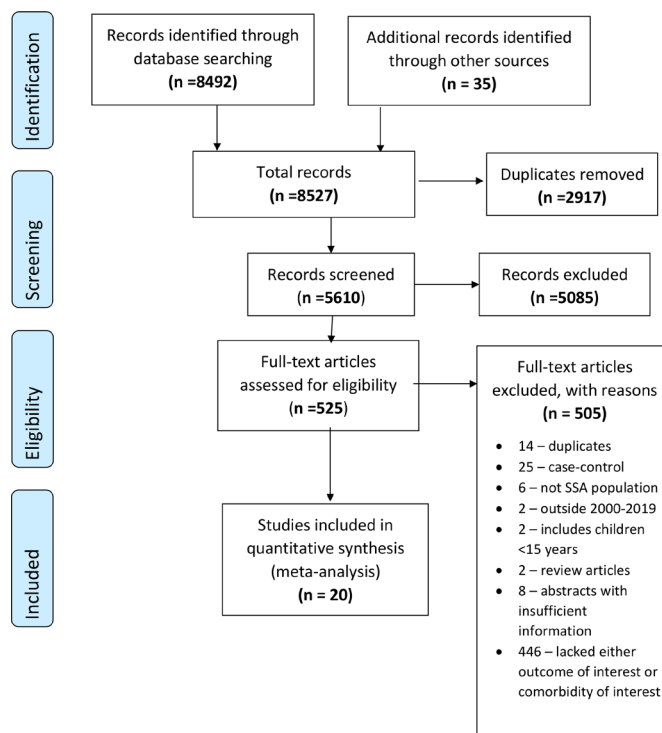 Identification
Records identified through
database searching
(n =8492)
Additional records identified
through other sources
(n = 35)
Total records
(n =8527)
Duplicates removed
(n =2917)
Screening
Records screened
(n =5610)
Records excluded
(n =5085)
Eligibility
Full-text articles
assessed for eligibility
(n =525)
Full-text articles
excluded, with reasons
(n = 505)
• 14 – duplicates
• 25 – case-control
• 6 – not SSA population
• 2 – outside 2000-2019
• 2 – includes children
<15 years
• 2 – review articles
• 8 – abstracts with
insufficient
information
• 446 – lacked either
outcome of interest or
comorbidity of interest
Included
Studies included in
quantitative synthesis
(meta-analysis)
(n = 20)